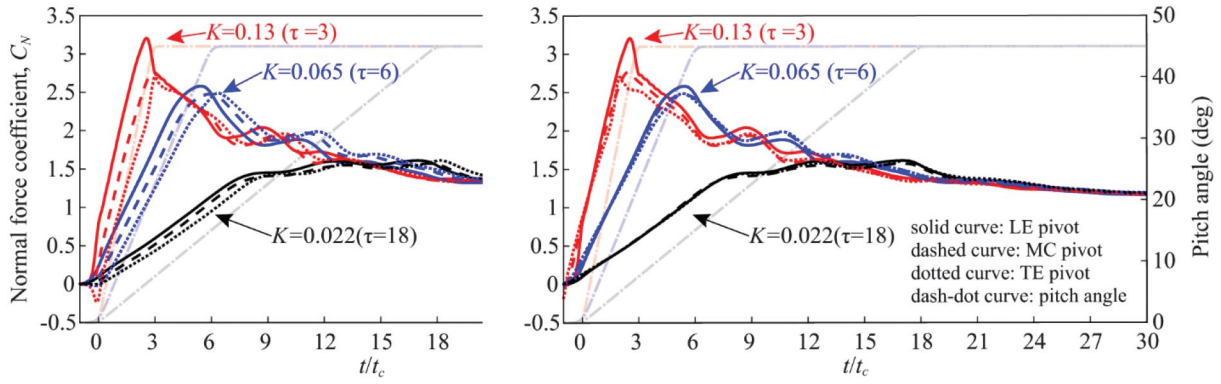 3.5
3
2.5
2
1.5
1
0.5
0
-0.5
Normal force coefficient, C_N
K=0.13 (τ=3)
K=0.065 (τ=6)
K=0.022(τ=18)
0 3 6 9 12 15 18
t/t_c
3.5
3
2.5
2
1.5
1
0.5
0
-0.5
K=0.13 (τ=3)
K=0.065 (τ=6)
K=0.022(τ=18)
solid curve: LE pivot
dashed curve: MC pivot
dotted curve: TE pivot
dash-dot curve: pitch angle
50
40
30
20
10
0
Pitch angle (deg)
0 3 6 9 12 15 18 21 24 27 30
t/t_c